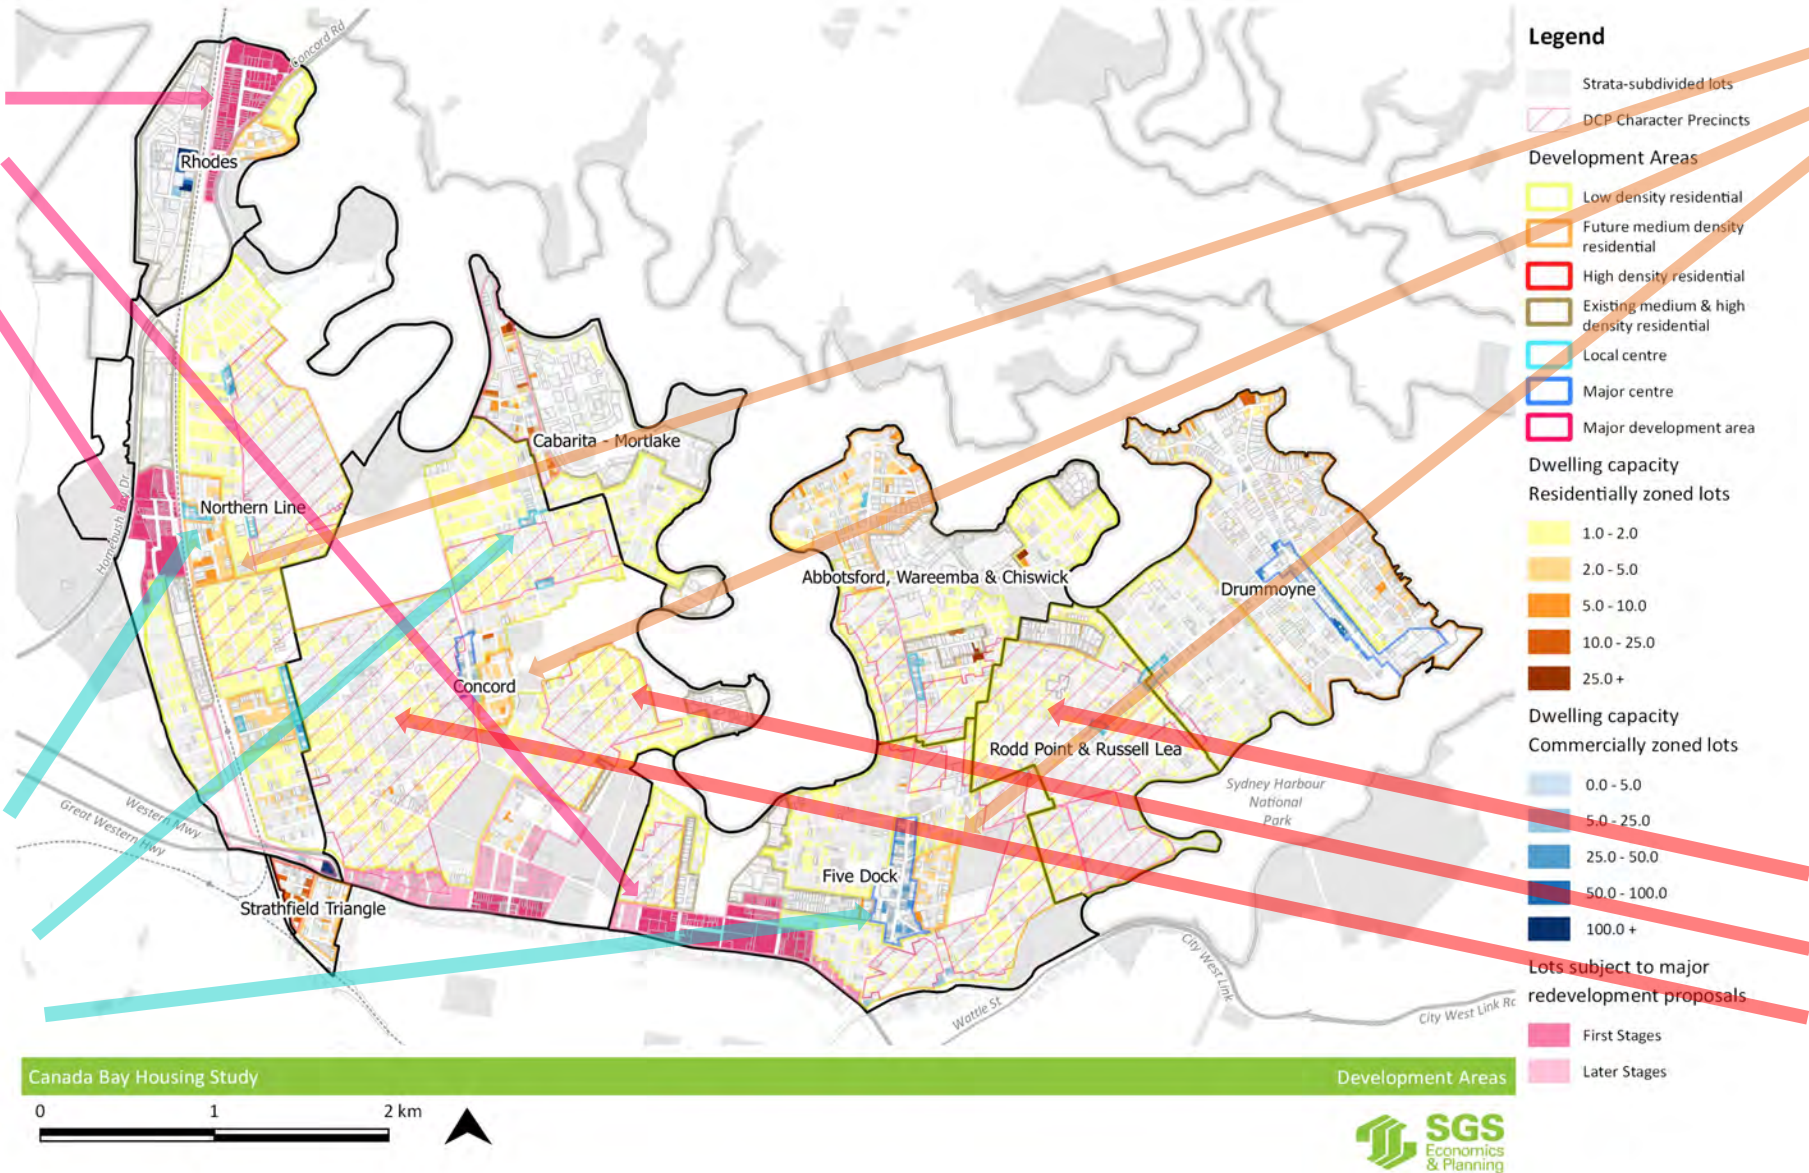 Concord Rd
Rhodes
Cabarita - Mortlake
Northern Line
Homebush Bay Dr
Abbotsford, Wareemba & Chiswick
Drummoyne
Concord
Rodd Point & Russell Lea
Sydney Harbour
National
Park
Western Mwy
Great Western Hwy
Five Dock
Strathfield Triangle
City West Link
Wattle St
City West Link Rd
Legend
Strata-subdivided lots
DCP Character Precincts
Development Areas
Low density residential
Future medium density
residential
High density residential
Existing medium & high
density residential
Local centre
Major centre
Major development area
Dwelling capacity
Residentially zoned lots
1.0 - 2.0
2.0 - 5.0
5.0 - 10.0
10.0 - 25.0
25.0 +
Dwelling capacity
Commercially zoned lots
0.0 - 5.0
5.0 - 25.0
25.0 - 50.0
50.0 - 100.0
100.0 +
Lots subject to major
redevelopment proposals
First Stages
Later Stages
Canada Bay Housing Study
Development Areas
0 1 2 km
SGS
Economics
& Planning